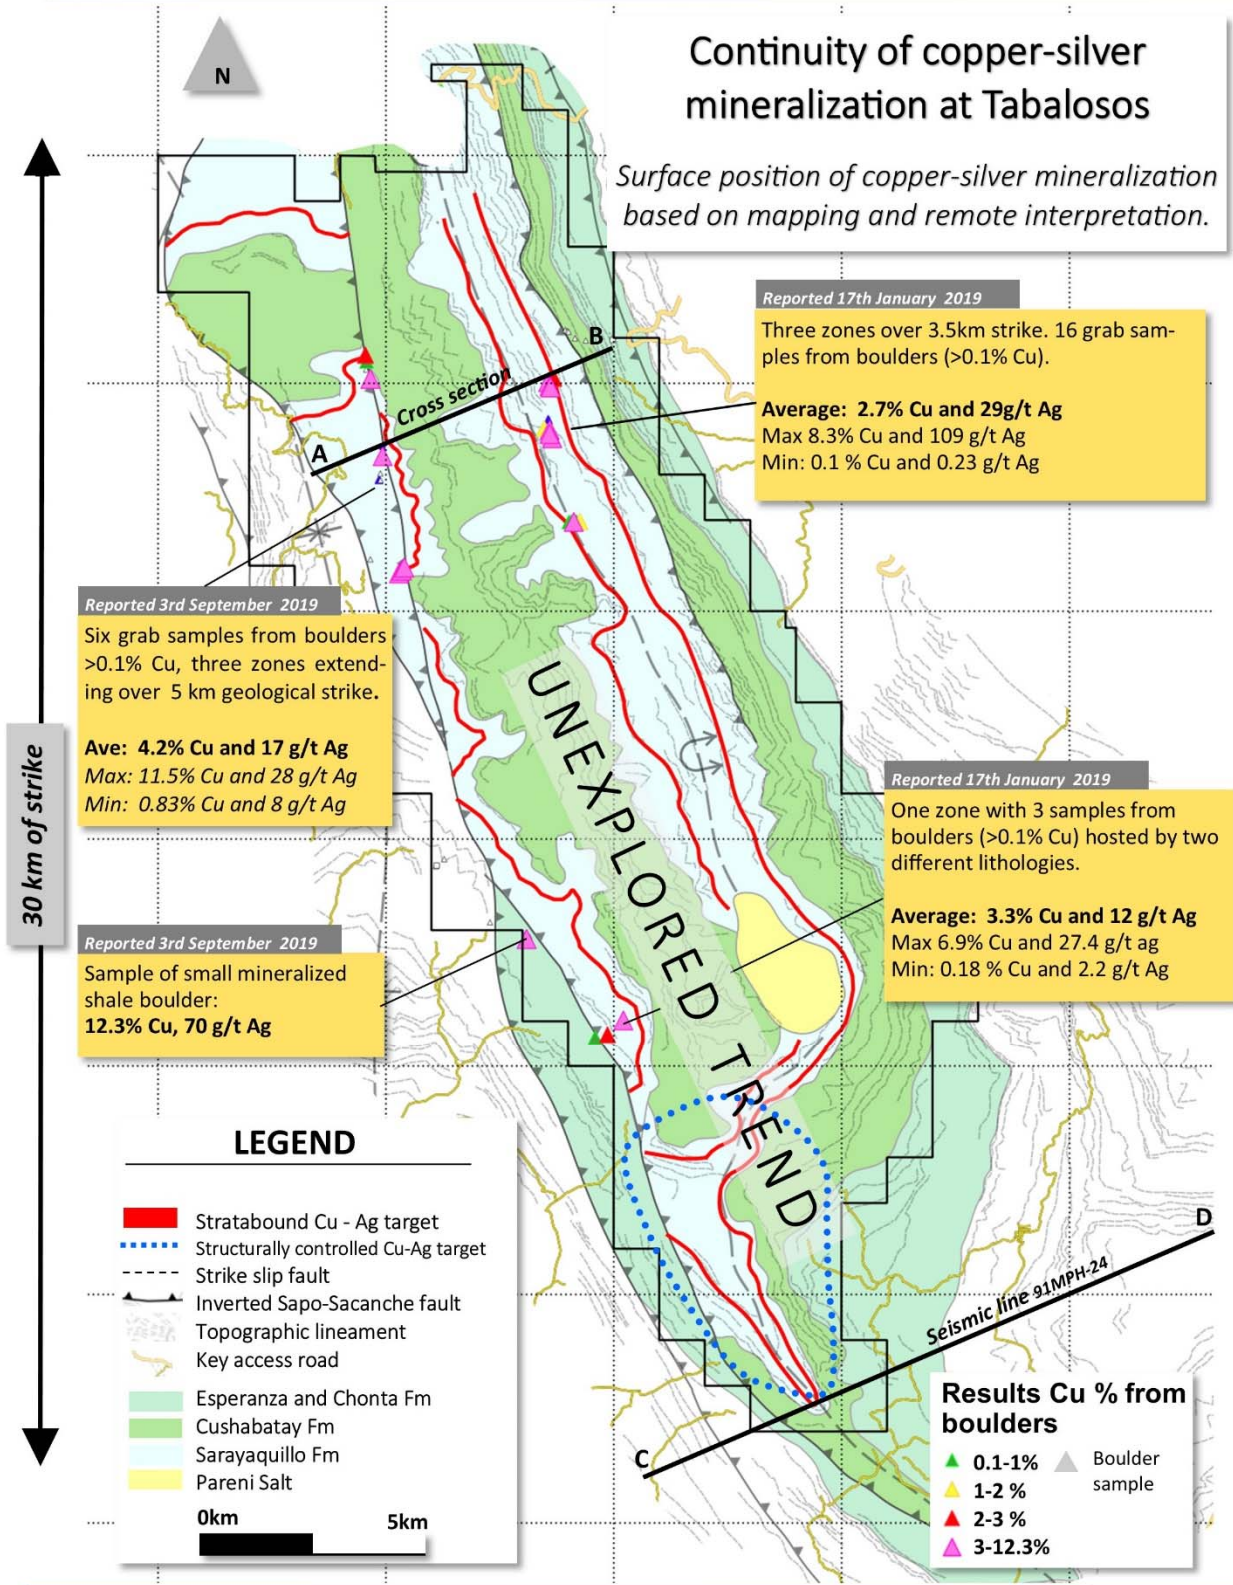 Continuity of copper-silver
mineralization at Tabalosos
Surface position of copper-silver mineralization
based on mapping and remote interpretation.
N
30 km of strike
Reported 17th January 2019
Three zones over 3.5km strike. 16 grab sam-
ples from boulders (>0.1% Cu).
Average: 2.7% Cu and 29g/t Ag
Max 8.3% Cu and 109 g/t Ag
Min: 0.1 % Cu and 0.23 g/t Ag
A
Cross section
B
Reported 3rd September 2019
Six grab samples from boulders
>0.1% Cu, three zones extend-
ing over 5 km geological strike.
Ave: 4.2% Cu and 17 g/t Ag
Max: 11.5% Cu and 28 g/t Ag
Min: 0.83% Cu and 8 g/t Ag
UNEXPLORED TREND
Reported 17th January 2019
One zone with 3 samples from
boulders (>0.1% Cu) hosted by two
different lithologies.
Average: 3.3% Cu and 12 g/t Ag
Max 6.9% Cu and 27.4 g/t ag
Min: 0.18 % Cu and 2.2 g/t Ag
Reported 3rd September 2019
Sample of small mineralized
shale boulder:
12.3% Cu, 70 g/t Ag
LEGEND
Stratabound Cu - Ag target
Structurally controlled Cu-Ag target
Strike slip fault
Inverted Sapo-Sacanche fault
Topographic lineament
Key access road
Esperanza and Chonta Fm
Cushabatay Fm
Sarayaquillo Fm
Pareni Salt
0km 5km
C
Seismic line 91MPH-24
D
Results Cu % from
boulders
0.1-1%
1-2 %
2-3 %
3-12.3%
Boulder
sample